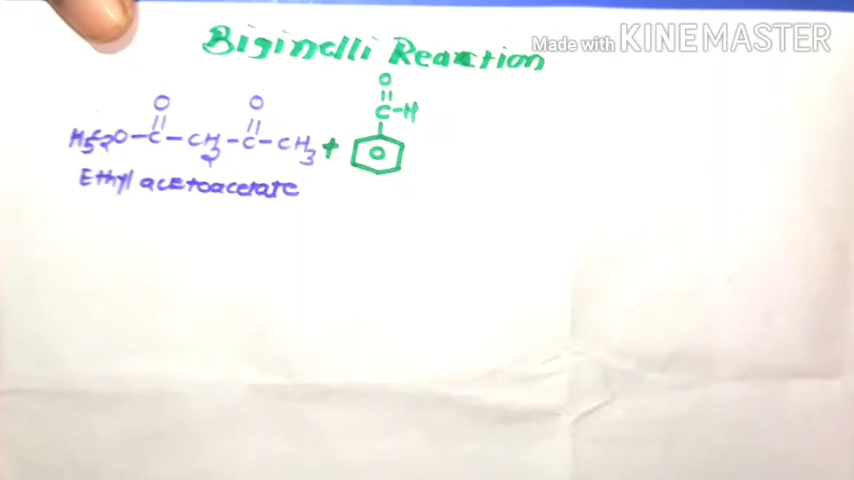 Biginelli Reaction
Made with KINEMASTER
O
C-H
O O
H5C2O-C-CH2-C-CH3 +
Ethyl acetoacetate